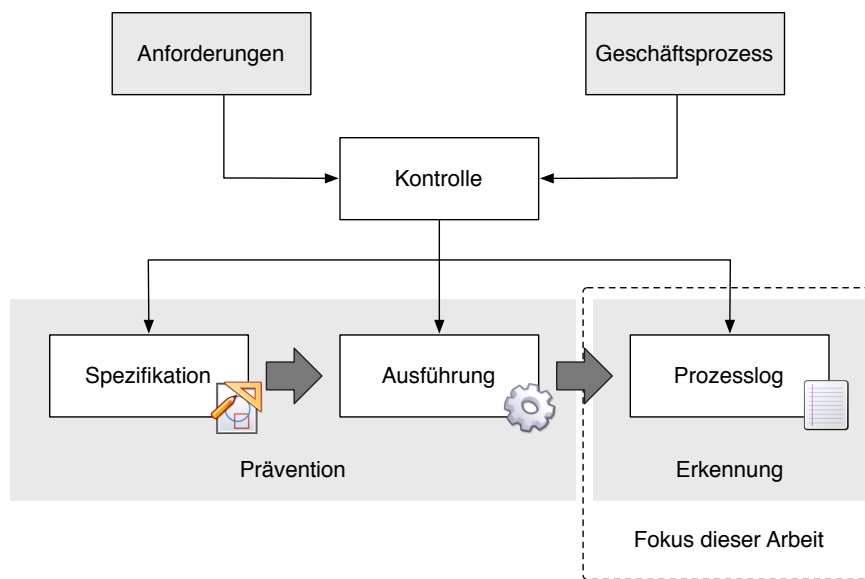 Anforderungen
Geschäftsprozess
Kontrolle
Spezifikation
Ausführung
Prozesslog
Prävention
Erkennung
Fokus dieser Arbeit